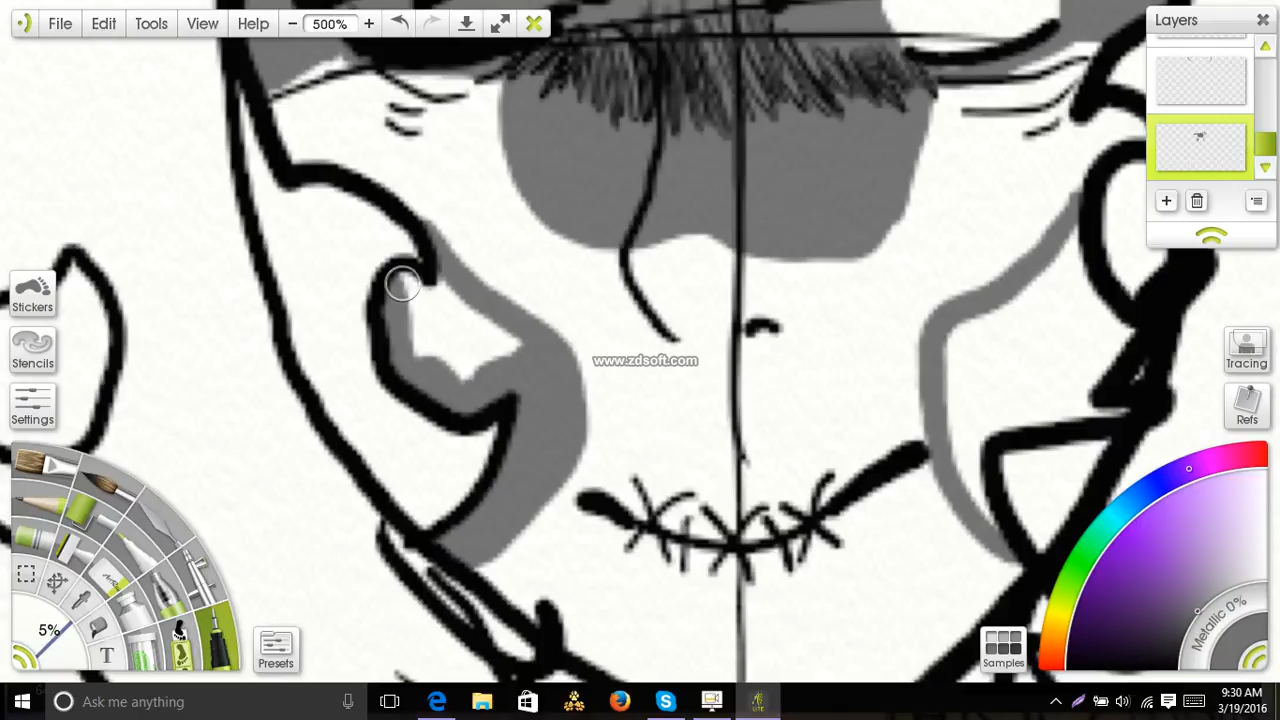 File Edit Tools View Help 500%
Layers
www.zdsoft.com
Stickers
Stencils
Settings
Tracing
Refs
5%
T
Metallic 0%
Presets
Samples
LITE
Ask me anything
9:30 AM
3/19/2016